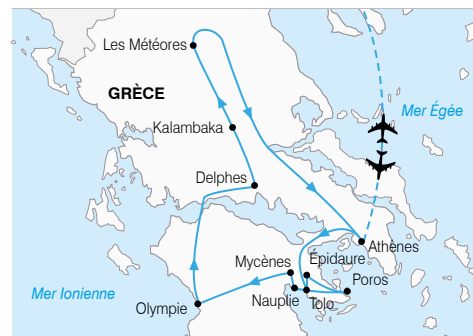 Les Météores
GRÈCE
Mer Égée
Kalambaka
Delphes
Athènes
Épidaure
Mycènes
Poros
Mer Ionienne
Nauplie
Tolo
Olympie